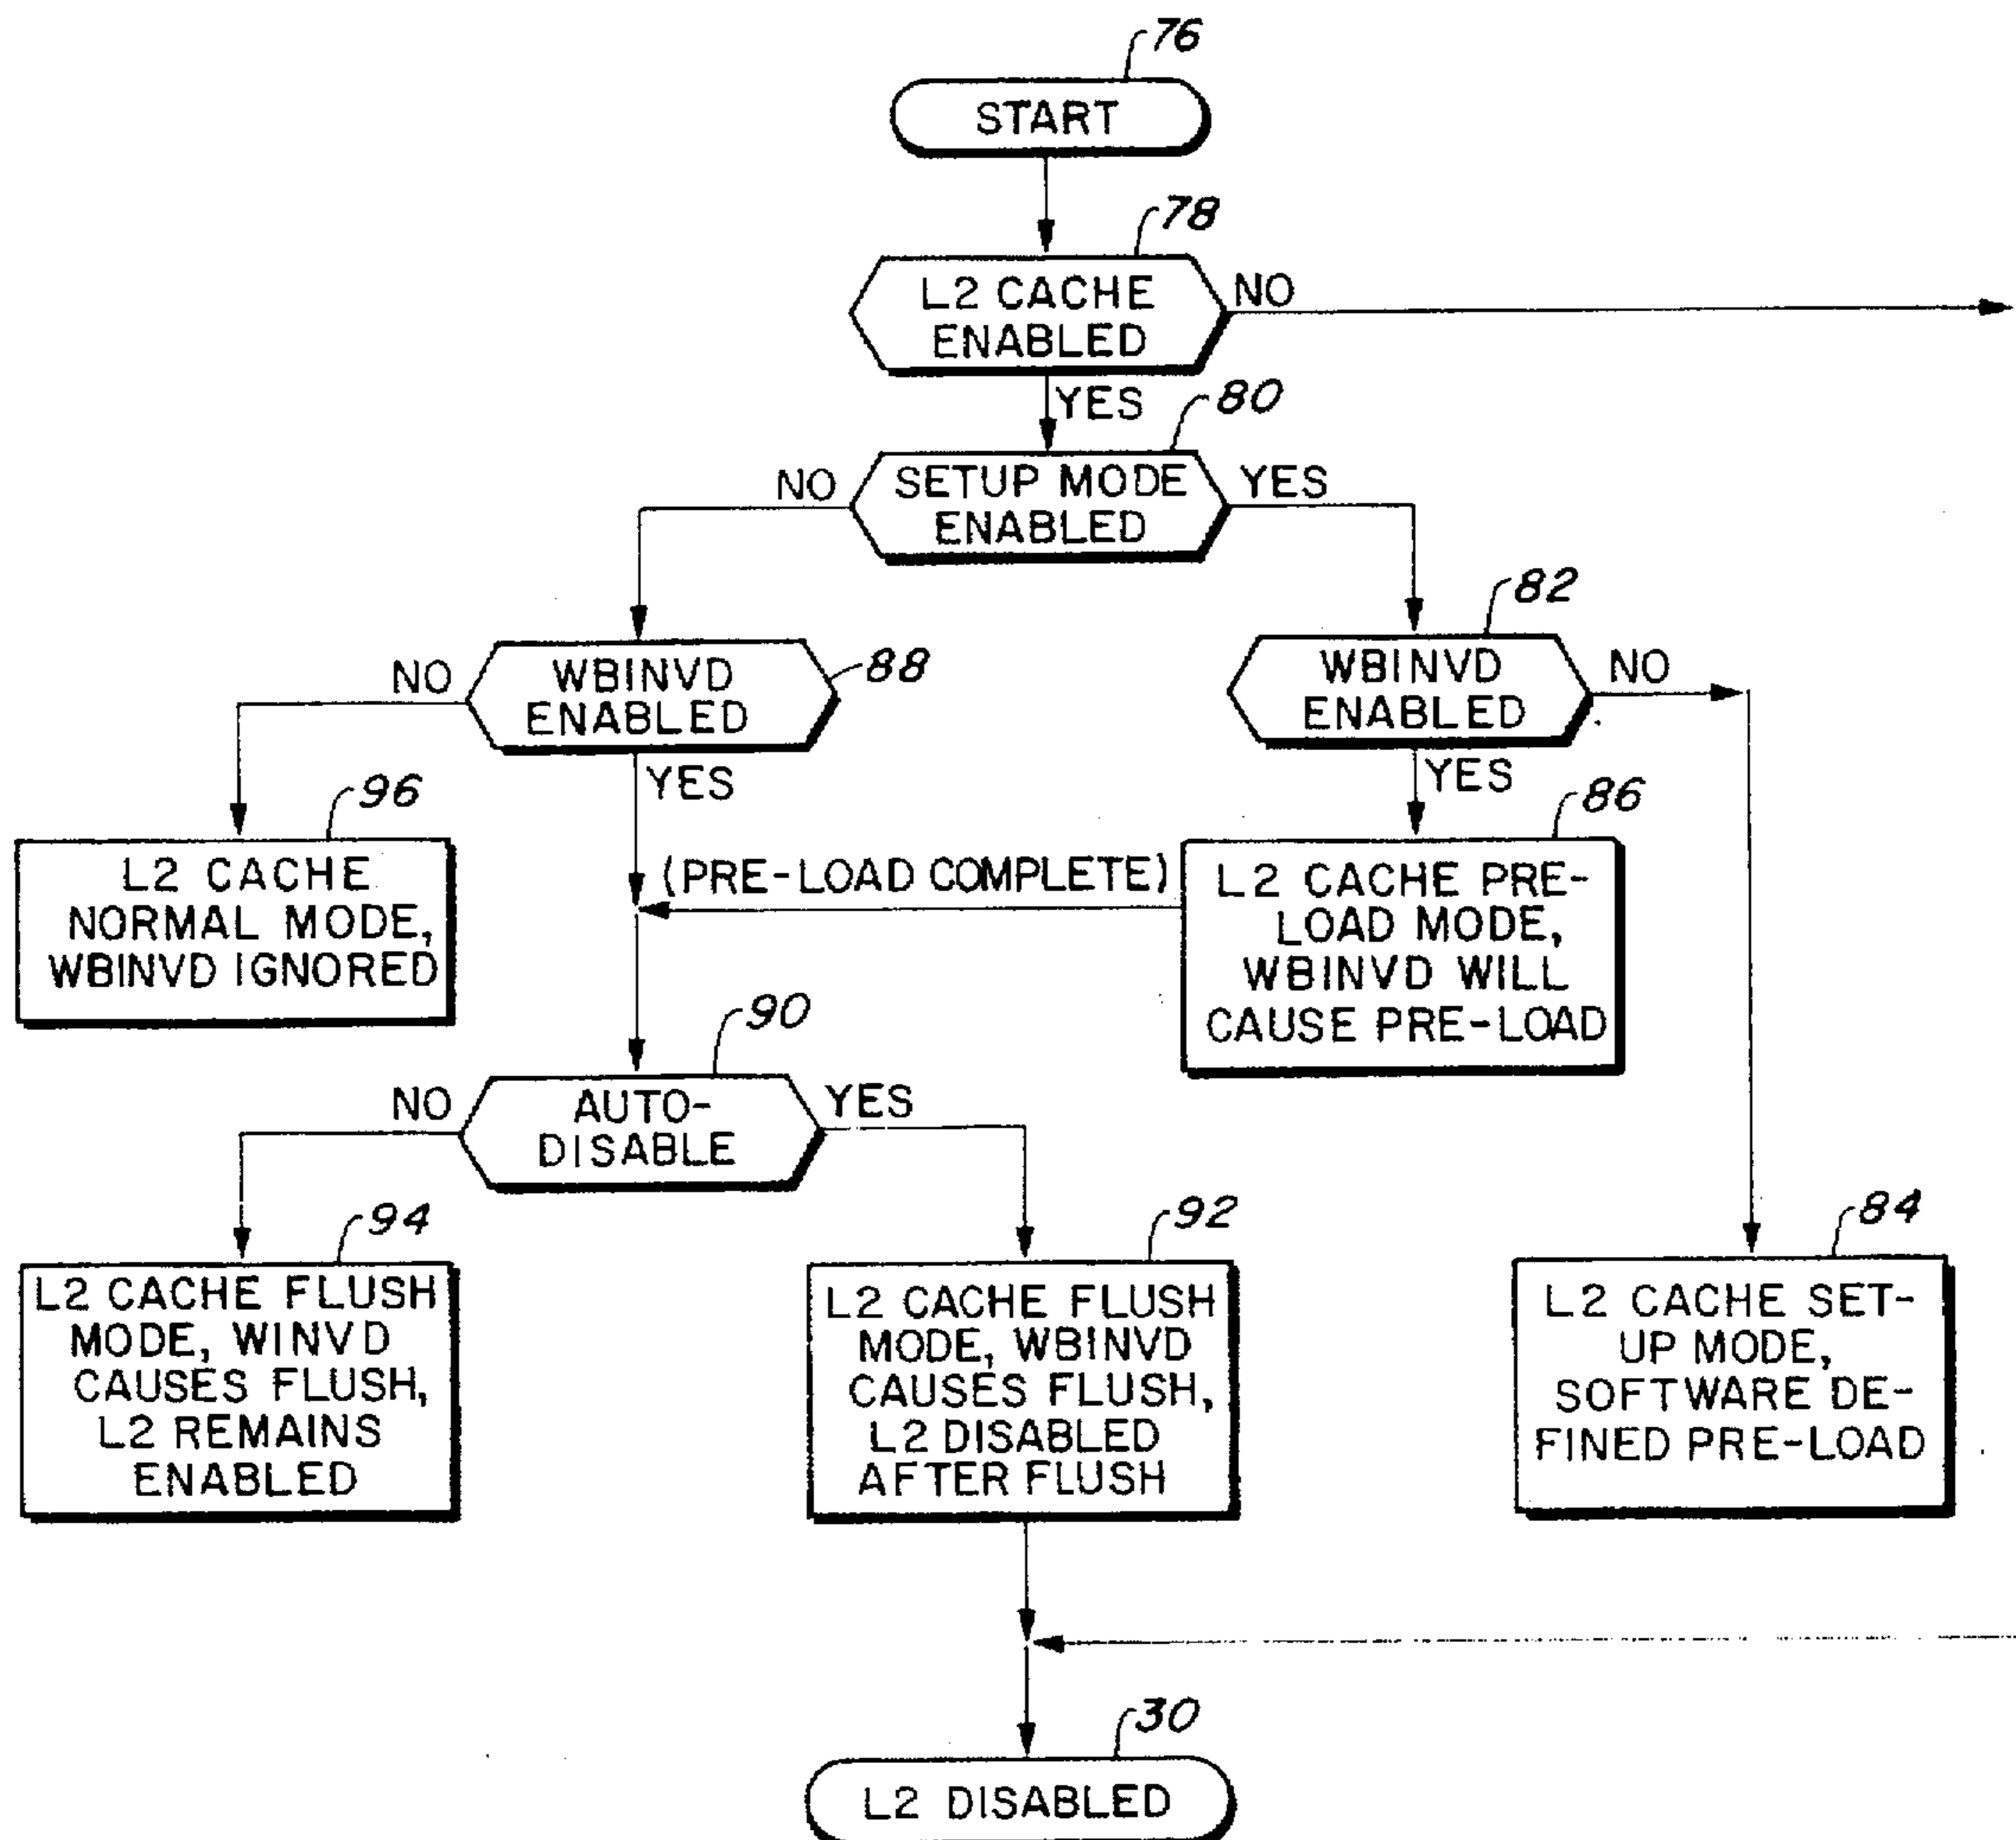 76
START
78
L2 CACHE
ENABLED
NO
YES
80
SETUP MODE
ENABLED
NO
YES
82
WBINVD
ENABLED
NO
YES
88
WBINVD
ENABLED
NO
YES
96
L2 CACHE
NORMAL MODE,
WBINVD IGNORED
(PRE-LOAD COMPLETE)
86
L2 CACHE PRE-
LOAD MODE,
WBINVD WILL
CAUSE PRE-LOAD
90
AUTO-
DISABLE
NO
YES
94
L2 CACHE FLUSH
MODE, WINVD
CAUSES FLUSH,
L2 REMAINS
ENABLED
92
L2 CACHE FLUSH
MODE, WBINVD
CAUSES FLUSH,
L2 DISABLED
AFTER FLUSH
84
L2 CACHE SET-
UP MODE,
SOFTWARE DE-
FINED PRE-LOAD
30
L2 DISABLED